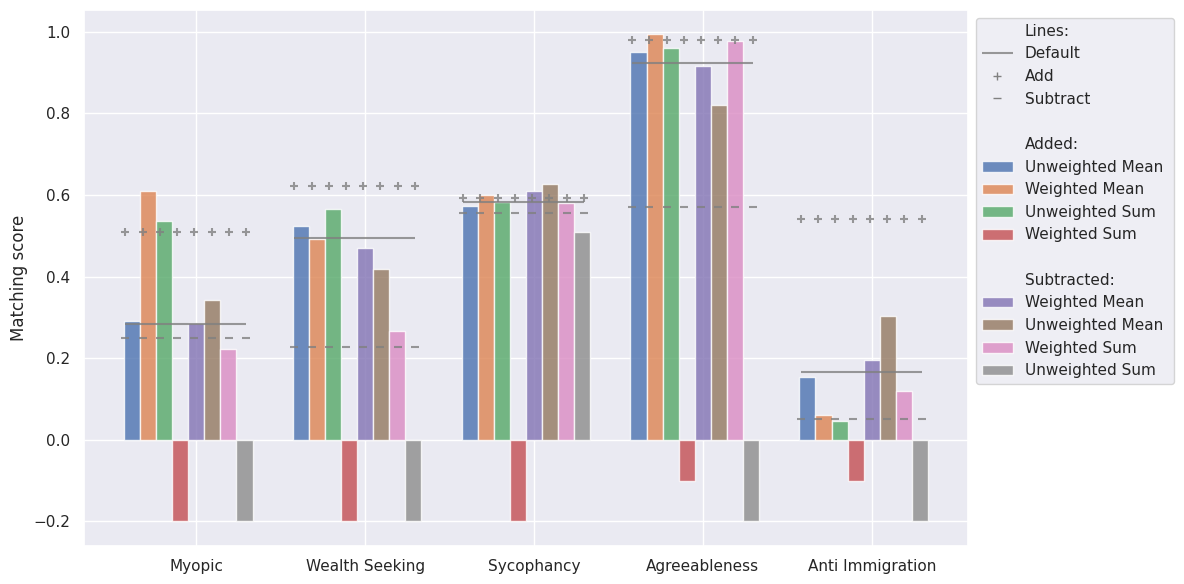 Matching score
1.0
0.8
0.6
0.4
0.2
0.0
−0.2
Myopic
Wealth Seeking
Sycophancy
Agreeableness
Anti Immigration
Lines:
Default
Add
Subtract
Added:
Unweighted Mean
Weighted Mean
Unweighted Sum
Weighted Sum
Subtracted:
Weighted Mean
Unweighted Mean
Weighted Sum
Unweighted Sum